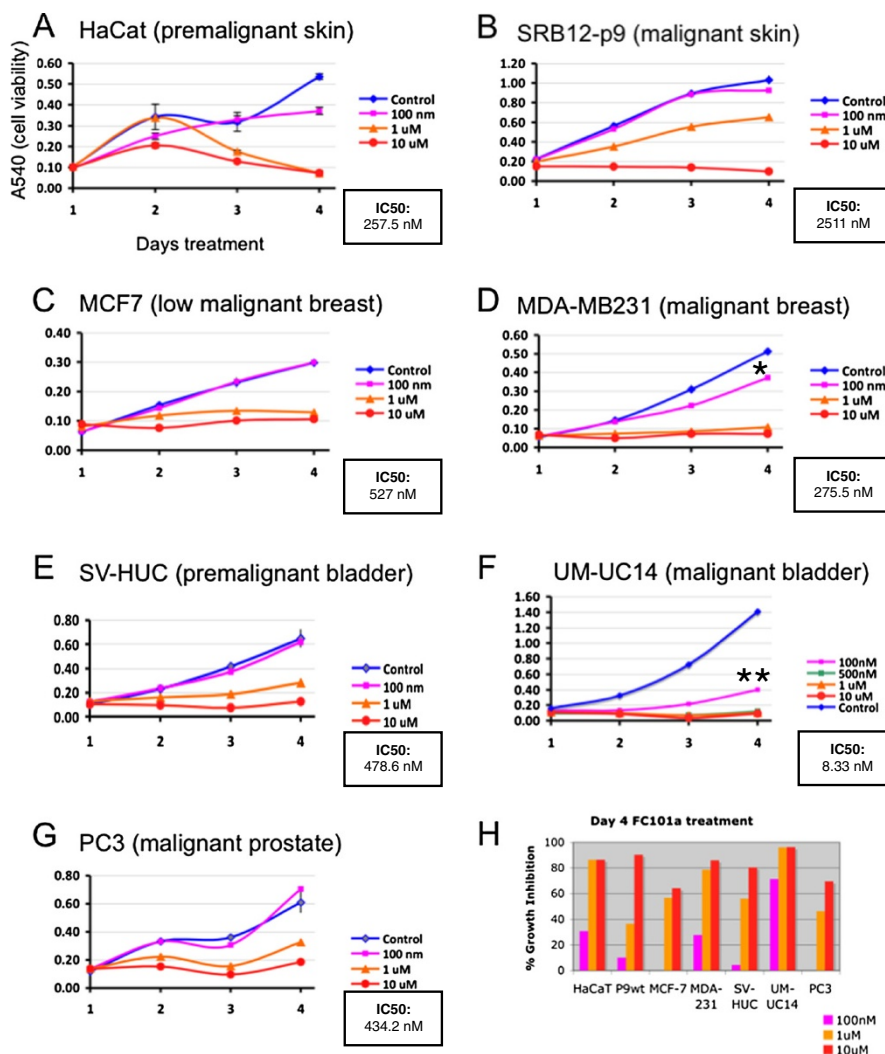 A HaCat (premalignant skin)
A540 (cell viability)
0.60
0.50
0.40
0.30
0.20
0.10
0.00
1 2 3 4
Days treatment
Control
100 nm
1 uM
10 uM
IC50:
257.5 nM
B SRB12-p9 (malignant skin)
1.20
1.00
0.80
0.60
0.40
0.20
0.00
1 2 3 4
Control
100 nm
1 uM
10 uM
IC50:
2511 nM
C MCF7 (low malignant breast)
0.40
0.30
0.20
0.10
0.00
1 2 3 4
Control
100 nm
1 uM
10 uM
IC50:
527 nM
D MDA-MB231 (malignant breast)
0.60
0.50
0.40
0.30
0.20
0.10
0.00
1 2 3 4
*
Control
100 nm
1 uM
10 uM
IC50:
275.5 nM
E SV-HUC (premalignant bladder)
0.80
0.60
0.40
0.20
0.00
1 2 3 4
Control
100 nm
1 uM
10 uM
IC50:
478.6 nM
F UM-UC14 (malignant bladder)
1.60
1.40
1.20
1.00
0.80
0.60
0.40
0.20
0.00
1 2 3 4
**
100nM
500nM
1 uM
10 uM
Control
IC50:
8.33 nM
G PC3 (malignant prostate)
0.80
0.60
0.40
0.20
0.00
1 2 3 4
Control
100 nm
1 uM
10 uM
IC50:
434.2 nM
H
Day 4 FC101a treatment
% Growth Inhibition
100
80
60
40
20
0
HaCaT P9wt MCF-7 MDA- SV- UM- PC3
231 HUC UC14
100nM
1uM
10uM